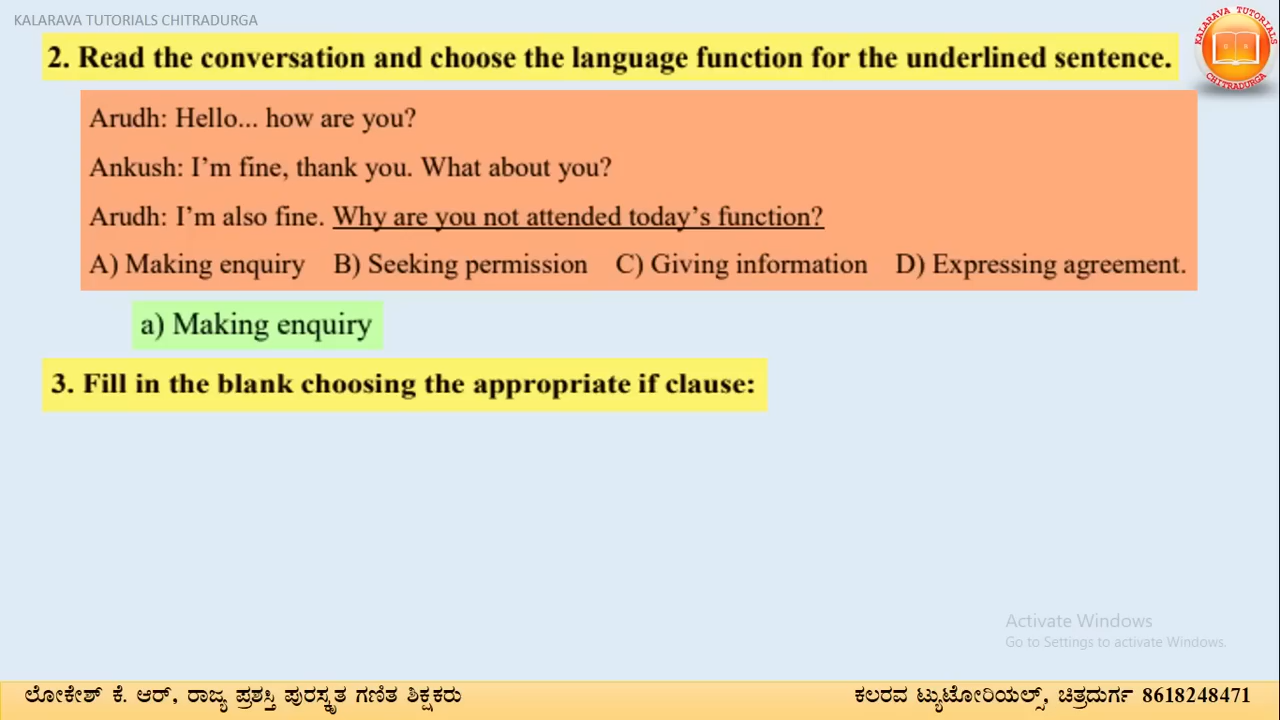 KALARAVA TUTORIALS CHITRADURGA
KALARAVA TUTORIALS
CHITRADURGA
2. Read the conversation and choose the language function for the underlined sentence.
Arudh: Hello... how are you?
Ankush: I’m fine, thank you. What about you?
Arudh: I’m also fine. Why are you not attended today’s function?
A) Making enquiry B) Seeking permission C) Giving information D) Expressing agreement.
a) Making enquiry
3. Fill in the blank choosing the appropriate if clause:
Activate Windows
Go to Settings to activate Windows.
ಲೋಕೇಶ್ ಕೆ. ಆರ್, ರಾಜ್ಯ ಪ್ರಶಸ್ತಿ ಪುರಸ್ಕೃತ ಗಣಿತ ಶಿಕ್ಷಕರು
ಕಲರವ ಟ್ಯುಟೋರಿಯಲ್ಸ್, ಚಿತ್ರದುರ್ಗ 8618248471